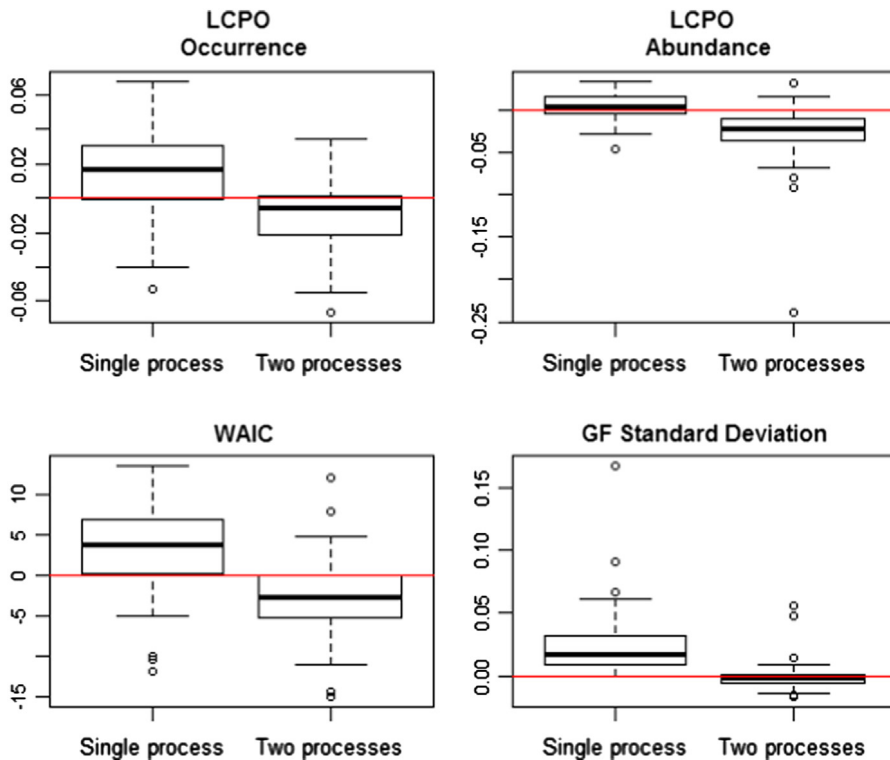 LCPO
Occurrence
0.06
0.02
-0.02
-0.06
Single process Two processes
LCPO
Abundance
-0.05
-0.15
-0.25
Single process Two processes
WAIC
10
5
0
-5
-15
Single process Two processes
GF Standard Deviation
0.15
0.10
0.05
0.00
Single process Two processes